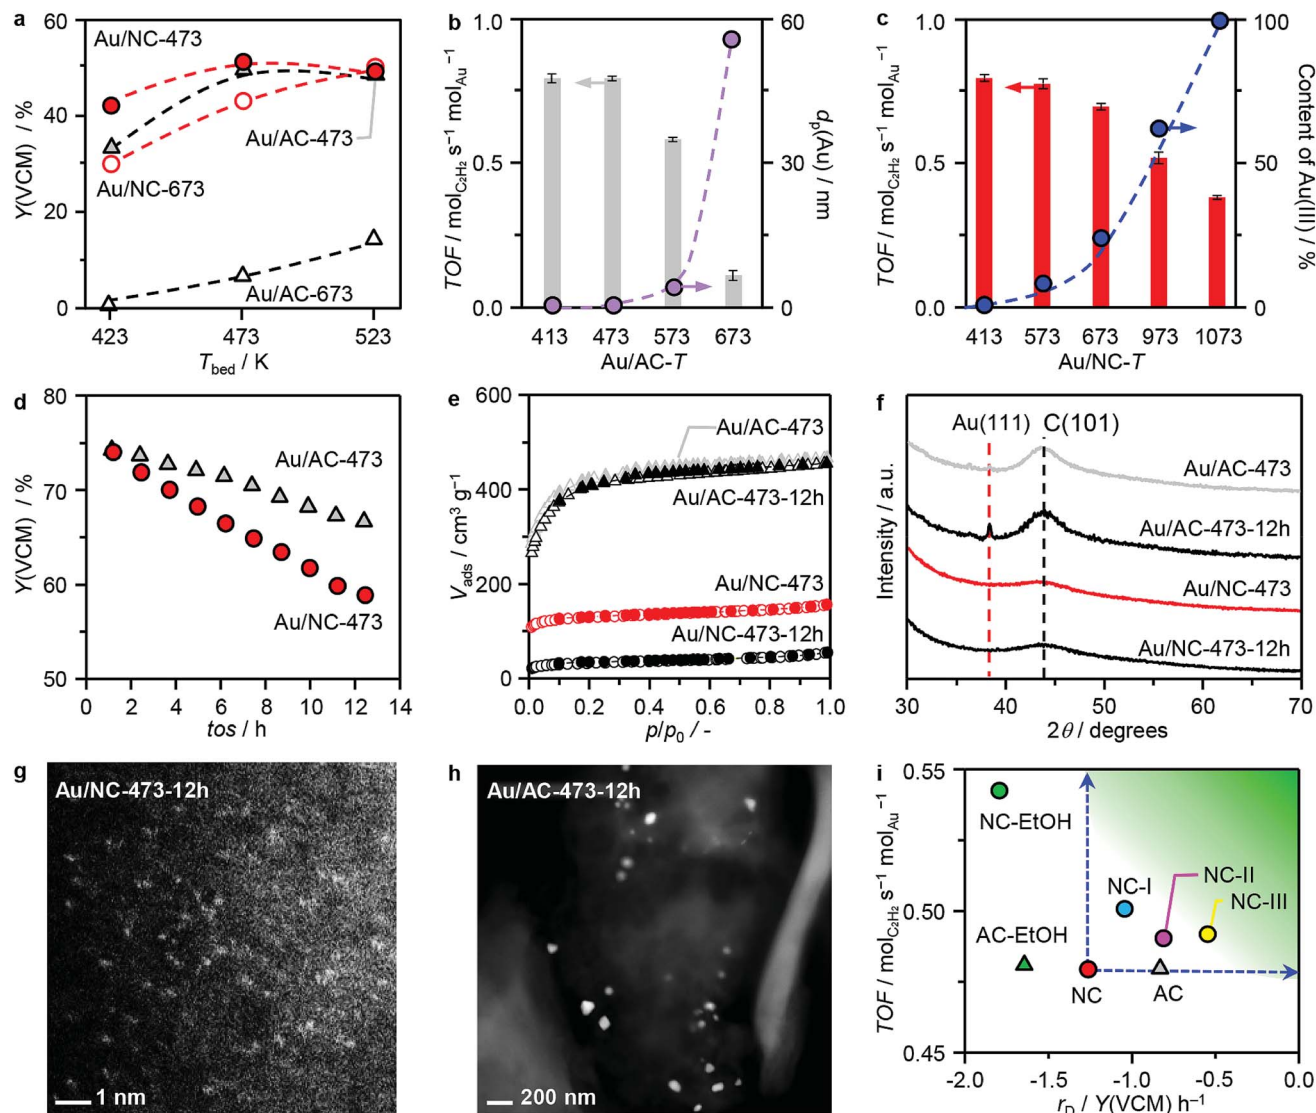 a
Au/NC-473
Au/AC-473
Au/NC-673
Au/AC-673
Y(VCM) / %
60
40
20
0
423 473 523
T_bed / K
b
TOF / mol_C₂H₂ s⁻¹ mol_Au⁻¹
1.0
0.5
0.0
413 473 573 673
Au/AC-T
60
30
0
d_p(Au) / nm
c
TOF / mol_C₂H₂ s⁻¹ mol_Au⁻¹
1.0
0.5
0.0
413 573 673 973 1073
Au/NC-T
100
50
0
Content of Au(III) / %
d
Y(VCM) / %
80
70
60
50
Au/AC-473
Au/NC-473
0 2 4 6 8 10 12 14
tos / h
e
V_ads / cm³ g⁻¹
600
400
200
0
Au/AC-473
Au/AC-473-12h
Au/NC-473
Au/NC-473-12h
0.0 0.2 0.4 0.6 0.8 1.0
p/p₀ / -
f
Intensity / a.u.
Au(111) C(101)
Au/AC-473
Au/AC-473-12h
Au/NC-473
Au/NC-473-12h
30 40 50 60 70
2θ / degrees
g
Au/NC-473-12h
1 nm
h
Au/AC-473-12h
200 nm
i
TOF / mol_C₂H₂ s⁻¹ mol_Au⁻¹
0.55
0.50
0.45
NC-EtOH
NC-I
NC-II
NC-III
AC-EtOH
NC
AC
-2.0 -1.5 -1.0 -0.5 0.0
r_D / Y(VCM) h⁻¹